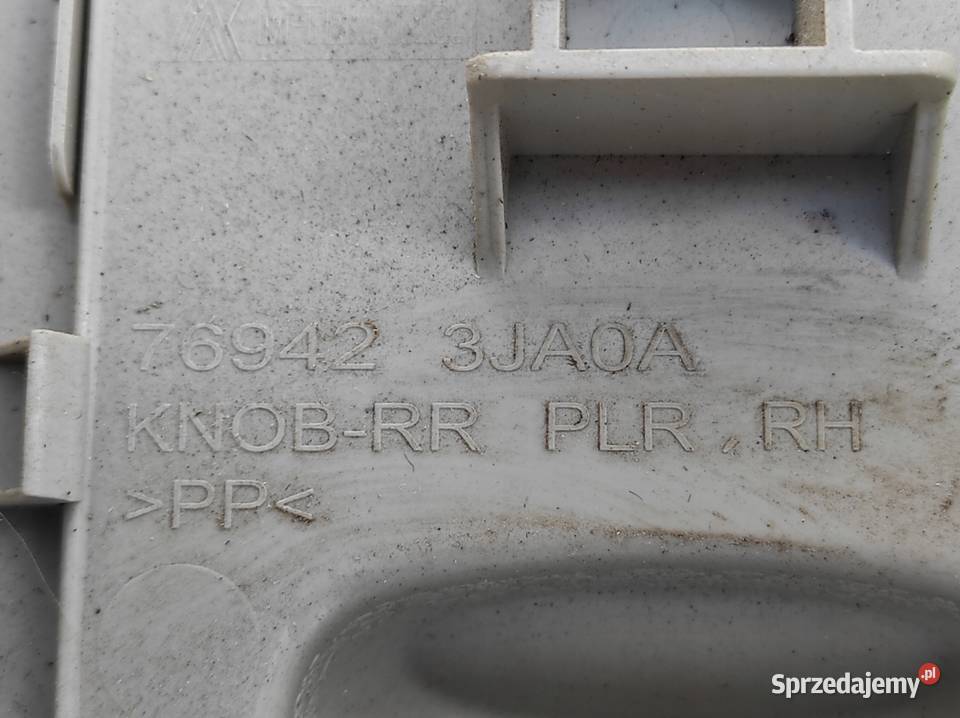 76942 3JA0A
KNOB-RR PLR, RH
>PP<
Sprzedajemy.pl